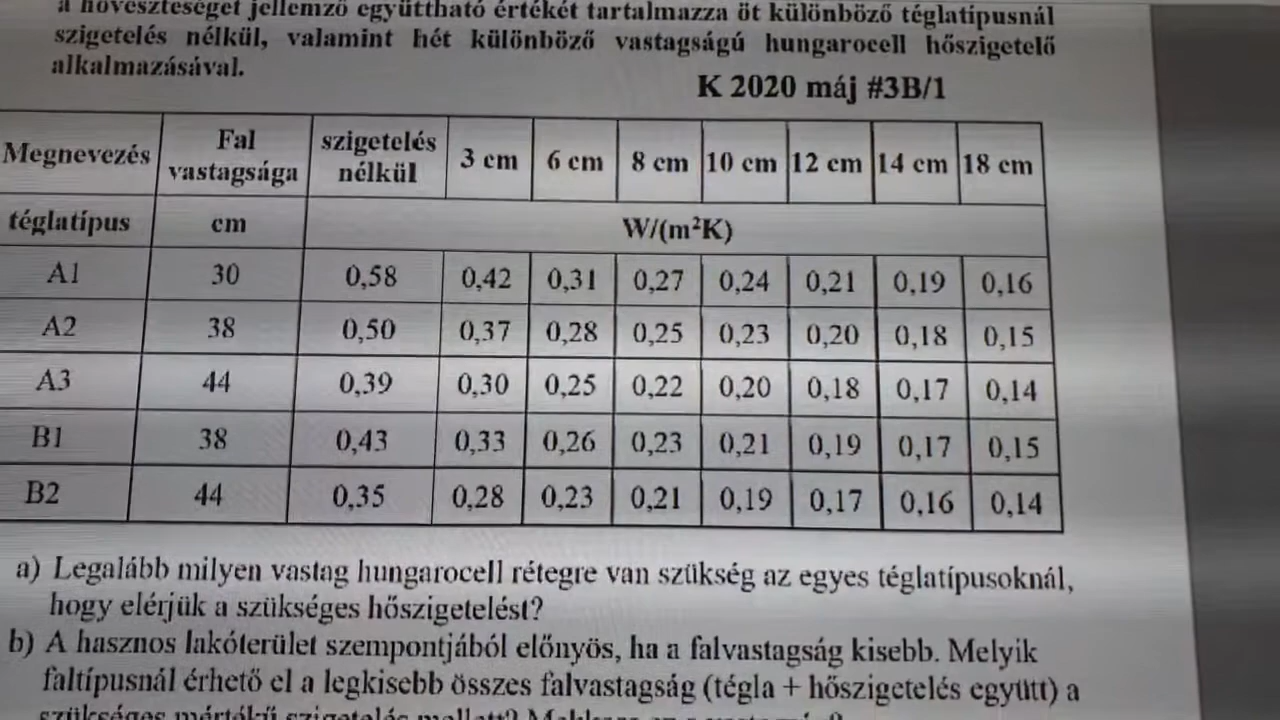 a hőveszteséget jellemző együttható értékét tartalmazza öt különböző téglatípusnál
szigetelés nélkül, valamint hét különböző vastagságú hungarocell hőszigetelő
alkalmazásával.
K 2020 máj #3B/1
Megnevezés Fal vastagsága szigetelés nélkül 3 cm 6 cm 8 cm 10 cm 12 cm 14 cm 18 cm
téglatípus cm W/(m²K)
A1 30 0,58 0,42 0,31 0,27 0,24 0,21 0,19 0,16
A2 38 0,50 0,37 0,28 0,25 0,23 0,20 0,18 0,15
A3 44 0,39 0,30 0,25 0,22 0,20 0,18 0,17 0,14
B1 38 0,43 0,33 0,26 0,23 0,21 0,19 0,17 0,15
B2 44 0,35 0,28 0,23 0,21 0,19 0,17 0,16 0,14
a) Legalább milyen vastag hungarocell rétegre van szükség az egyes téglatípusoknál,
hogy elérjük a szükséges hőszigetelést?
b) A hasznos lakóterület szempontjából előnyös, ha a falvastagság kisebb. Melyik
faltípusnál érhető el a legkisebb összes falvastagság (tégla + hőszigetelés együtt) a
szükséges mértékű szigetelés mellett?